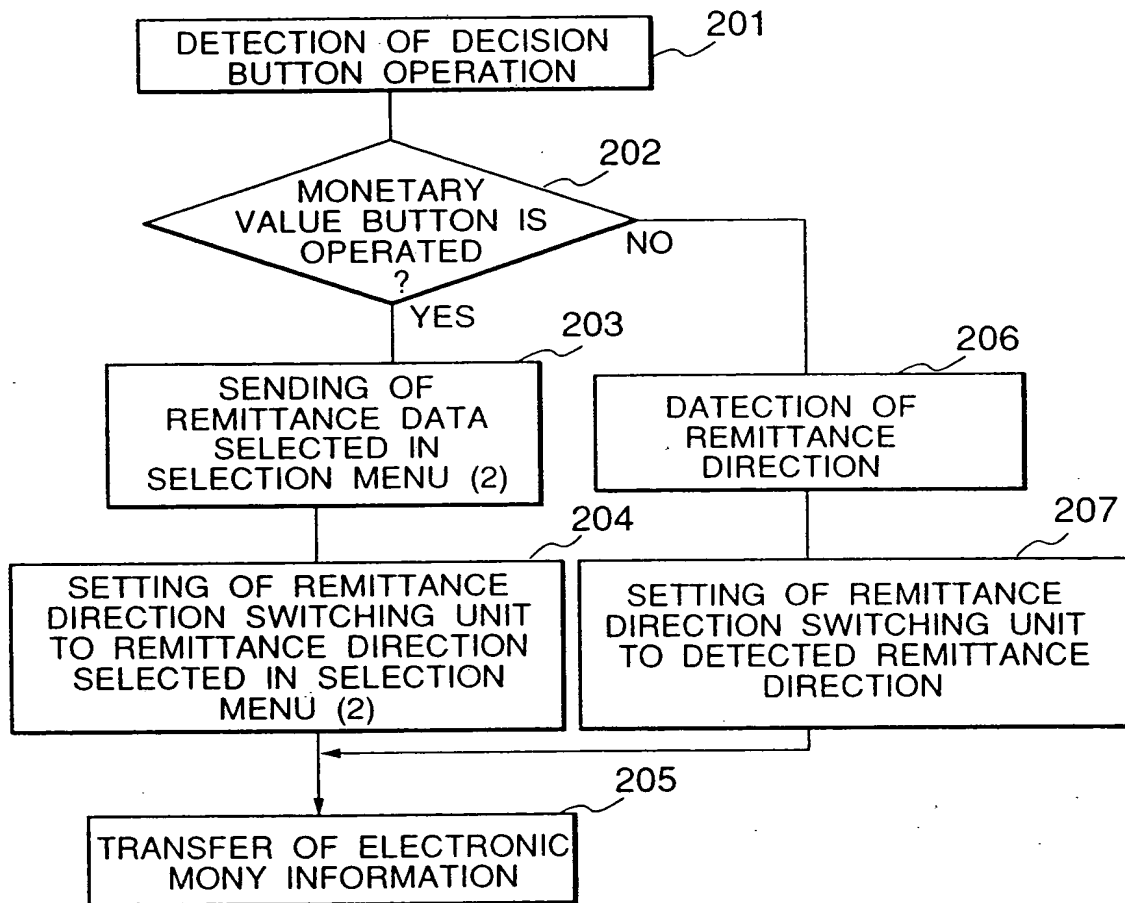 201
DETECTION OF DECISION
BUTTON OPERATION
202
MONETARY
VALUE BUTTON IS
OPERATED
?
NO
YES
203
SENDING OF
REMITTANCE DATA
SELECTED IN
SELECTION MENU (2)
206
DATECTION OF
REMITTANCE
DIRECTION
204
SETTING OF REMITTANCE
DIRECTION SWITCHING UNIT
TO REMITTANCE DIRECTION
SELECTED IN SELECTION
MENU (2)
207
SETTING OF REMITTANCE
DIRECTION SWITCHING UNIT
TO DETECTED REMITTANCE
DIRECTION
205
TRANSFER OF ELECTRONIC
MONY INFORMATION